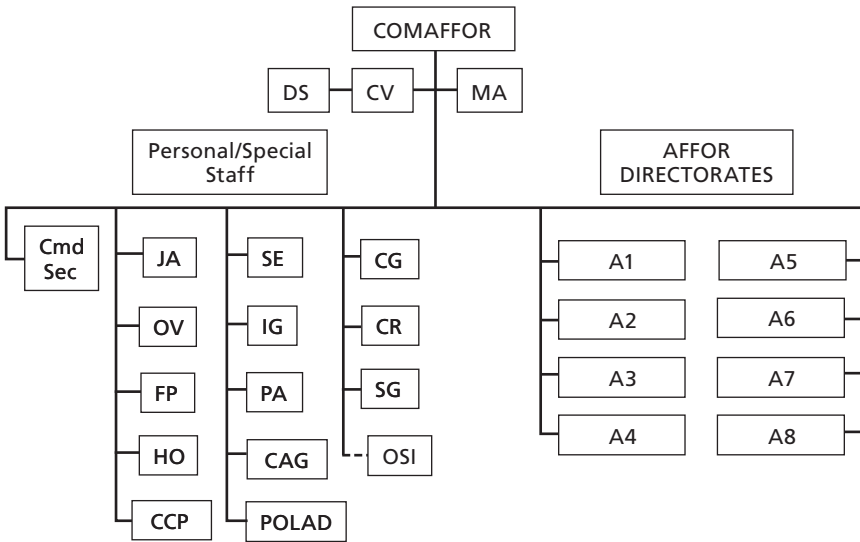 COMAFFOR
DS
CV
MA
Personal/Special
Staff
AFFOR
DIRECTORATES
Cmd
Sec
JA
OV
FP
HO
CCP
SE
IG
PA
CAG
POLAD
CG
CR
SG
OSI
A1
A2
A3
A4
A5
A6
A7
A8